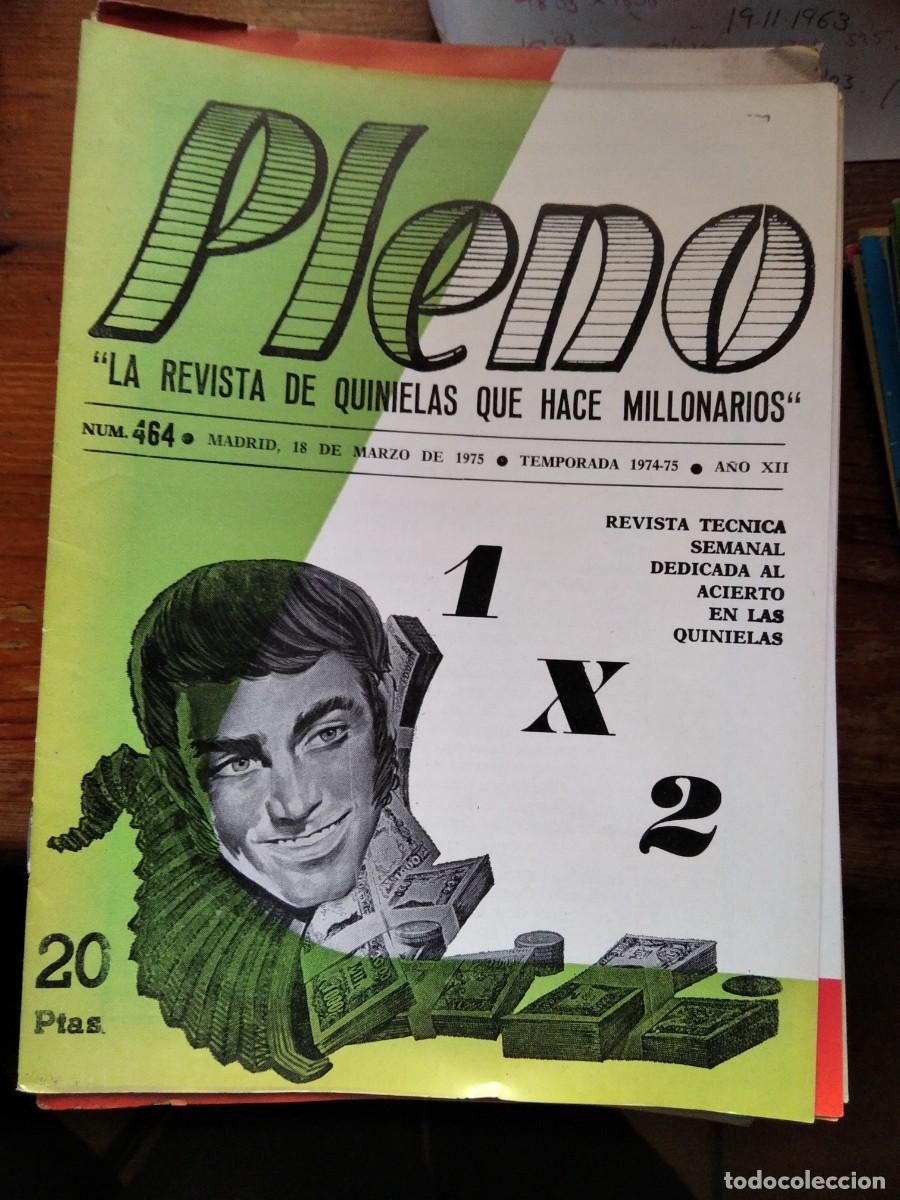 19.11.1963
Pleno
"LA REVISTA DE QUINIELAS QUE HACE MILLONARIOS"
NUM. 464 • MADRID, 18 DE MARZO DE 1975 • TEMPORADA 1974-75 • AÑO XII
REVISTA TECNICA
SEMANAL
DEDICADA AL
ACIERTO
EN LAS
QUINIELAS
1
X
2
20
Ptas.
1000
todocoleccion